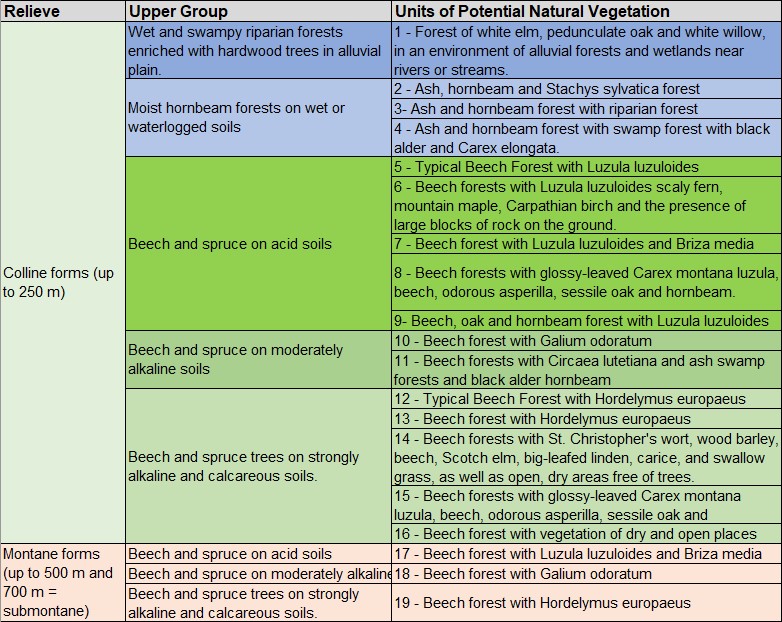 Relieve
Upper Group
Units of Potential Natural Vegetation
Colline forms (up
to 250 m)
Wet and swampy riparian forests
enriched with hardwood trees in alluvial
plain.
1 - Forest of white elm, pedunculate oak and white willow,
in an environment of alluvial forests and wetlands near
rivers or streams.
Moist hornbeam forests on wet or
waterlogged soils
2 - Ash, hornbeam and Stachys sylvatica forest
3- Ash and hornbeam forest with riparian forest
4 - Ash and hornbeam forest with swamp forest with black
alder and Carex elongata.
Beech and spruce on acid soils
5 - Typical Beech Forest with Luzula luzuloides
6 - Beech forests with Luzula luzuloides scaly fern,
mountain maple, Carpathian birch and the presence of
large blocks of rock on the ground.
7 - Beech forest with Luzula luzuloides and Briza media
8 - Beech forests with glossy-leaved Carex montana luzula,
beech, odorous asperilla, sessile oak and hornbeam.
9- Beech, oak and hornbeam forest with Luzula luzuloides
Beech and spruce on moderately
alkaline soils
10 - Beech forest with Galium odoratum
11 - Beech forests with Circaea lutetiana and ash swamp
forests and black alder hornbeam
Beech and spruce trees on strongly
alkaline and calcareous soils.
12 - Typical Beech Forest with Hordelymus europaeus
13 - Beech forest with Hordelymus europaeus
14 - Beech forests with St. Christopher's wort, wood barley,
beech, Scotch elm, big-leafed linden, carice, and swallow
grass, as well as open, dry areas free of trees.
15 - Beech forests with glossy-leaved Carex montana
luzula, beech, odorous asperilla, sessile oak and
16 - Beech forest with vegetation of dry and open places
Montane forms
(up to 500 m and
700 m =
submontane)
Beech and spruce on acid soils
17 - Beech forest with Luzula luzuloides and Briza media
Beech and spruce on moderately alkaline
18 - Beech forest with Galium odoratum
Beech and spruce trees on strongly
alkaline and calcareous soils.
19 - Beech forest with Hordelymus europaeus